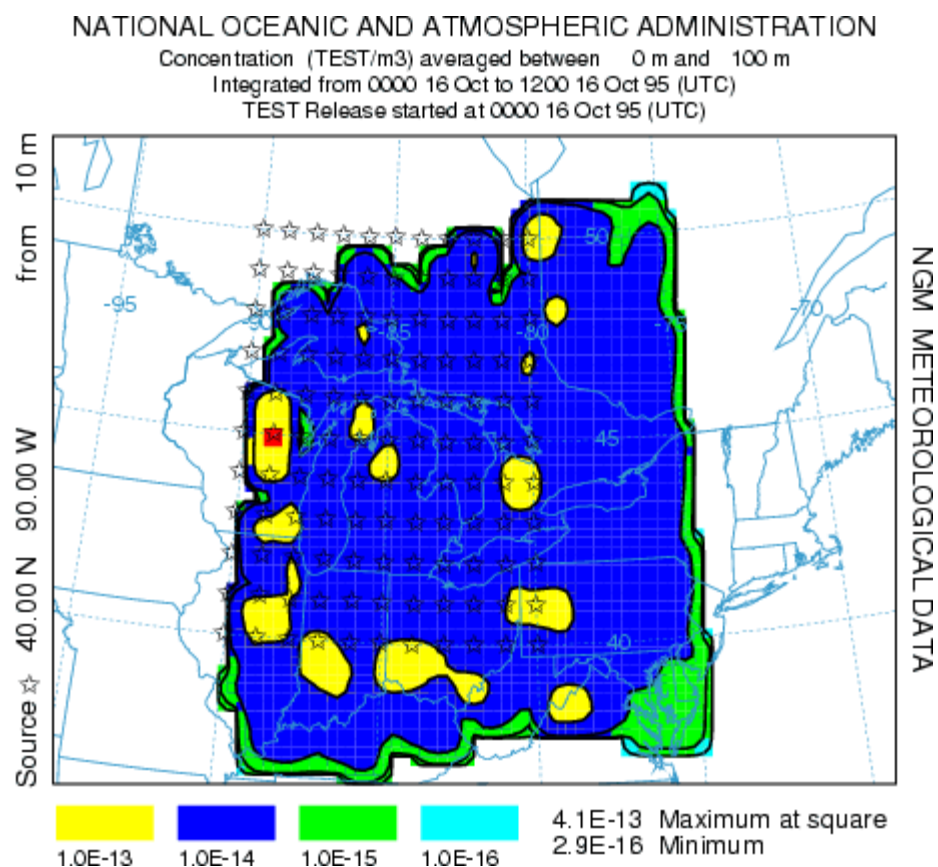 NATIONAL OCEANIC AND ATMOSPHERIC ADMINISTRATION
Concentration (TEST/m3) averaged between 0 m and 100 m
Integrated from 0000 16 Oct to 1200 16 Oct 95 (UTC)
TEST Release started at 0000 16 Oct 95 (UTC)
Source ☆ 40.00 N 90.00 W from 10 m
NGM METEOROLOGICAL DATA
50
-95
-90
-85
-80
-75
-70
45
40
1.0E-13
1.0E-14
1.0E-15
1.0E-16
4.1E-13 Maximum at square
2.9E-16 Minimum